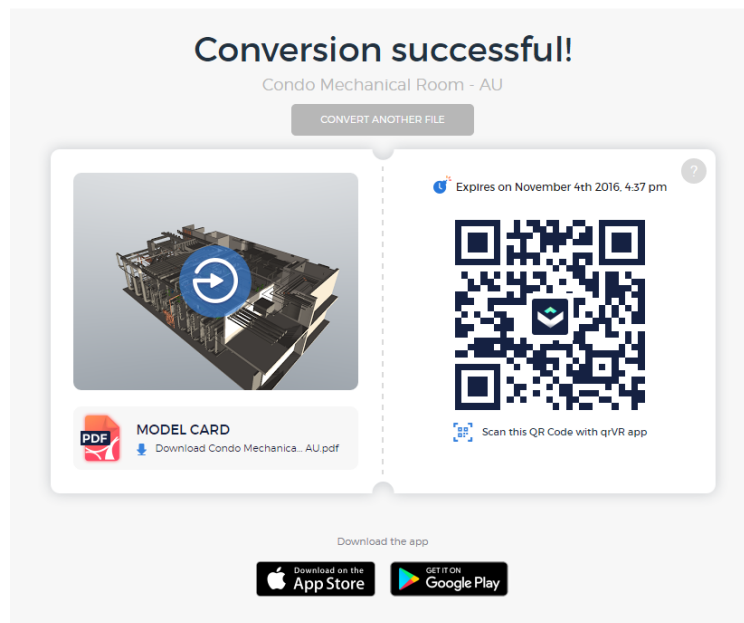 Conversion successful!
Condo Mechanical Room - AU
CONVERT ANOTHER FILE
?
Expires on November 4th 2016, 4:37 pm
PDF
MODEL CARD
Download Condo Mechanica... AU.pdf
Scan this QR Code with qrVR app
Download the app
Download on the
App Store
GET IT ON
Google Play